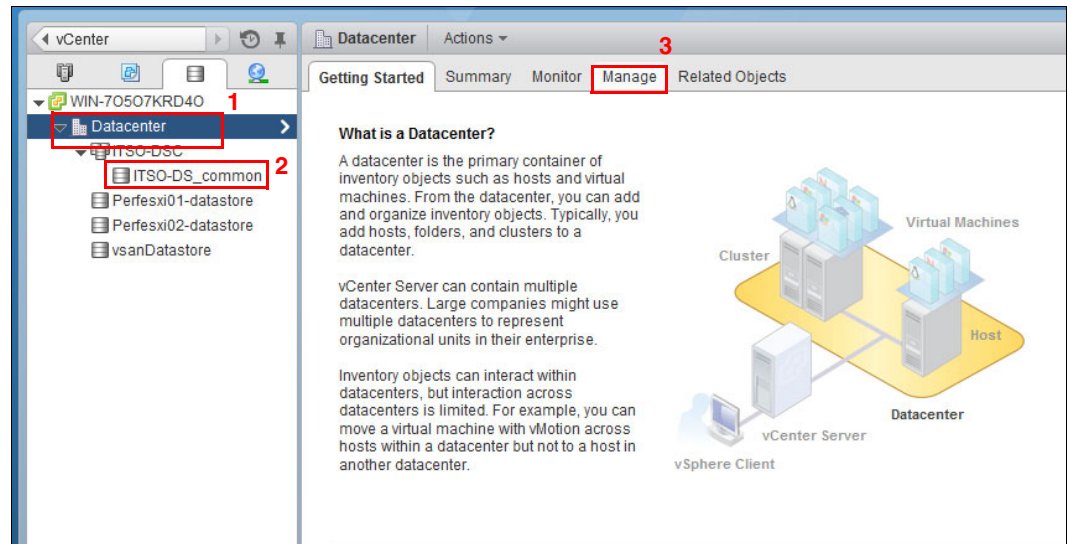 vCenter
Datacenter
Actions
3
Getting Started
Summary
Monitor
Manage
Related Objects
WIN-7O5O7KRD4O
1
Datacenter
ITSO-DSC
ITSO-DS_common
2
Perfesxi01-datastore
Perfesxi02-datastore
vsanDatastore
What is a Datacenter?
A datacenter is the primary container of
inventory objects such as hosts and virtual
machines. From the datacenter, you can add
and organize inventory objects. Typically, you
add hosts, folders, and clusters to a
datacenter.
vCenter Server can contain multiple
datacenters. Large companies might use
multiple datacenters to represent
organizational units in their enterprise.
Inventory objects can interact within
datacenters, but interaction across
datacenters is limited. For example, you can
move a virtual machine with vMotion across
hosts within a datacenter but not to a host in
another datacenter.
Virtual Machines
Cluster
Host
Datacenter
vCenter Server
vSphere Client